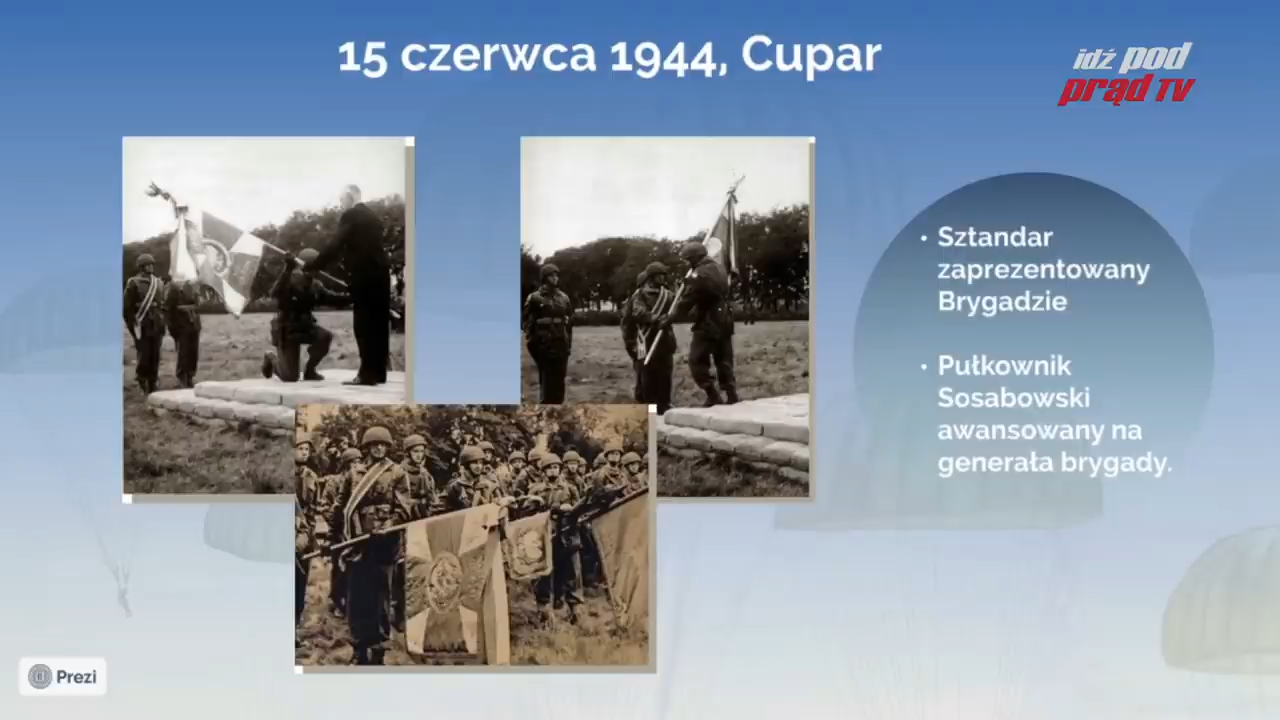 15 czerwca 1944, Cupar
idź pod
prąd TV
• Sztandar
zaprezentowany
Brygadzie
• Pułkownik
Sosabowski
awansowany na
generała brygady.
Prezi